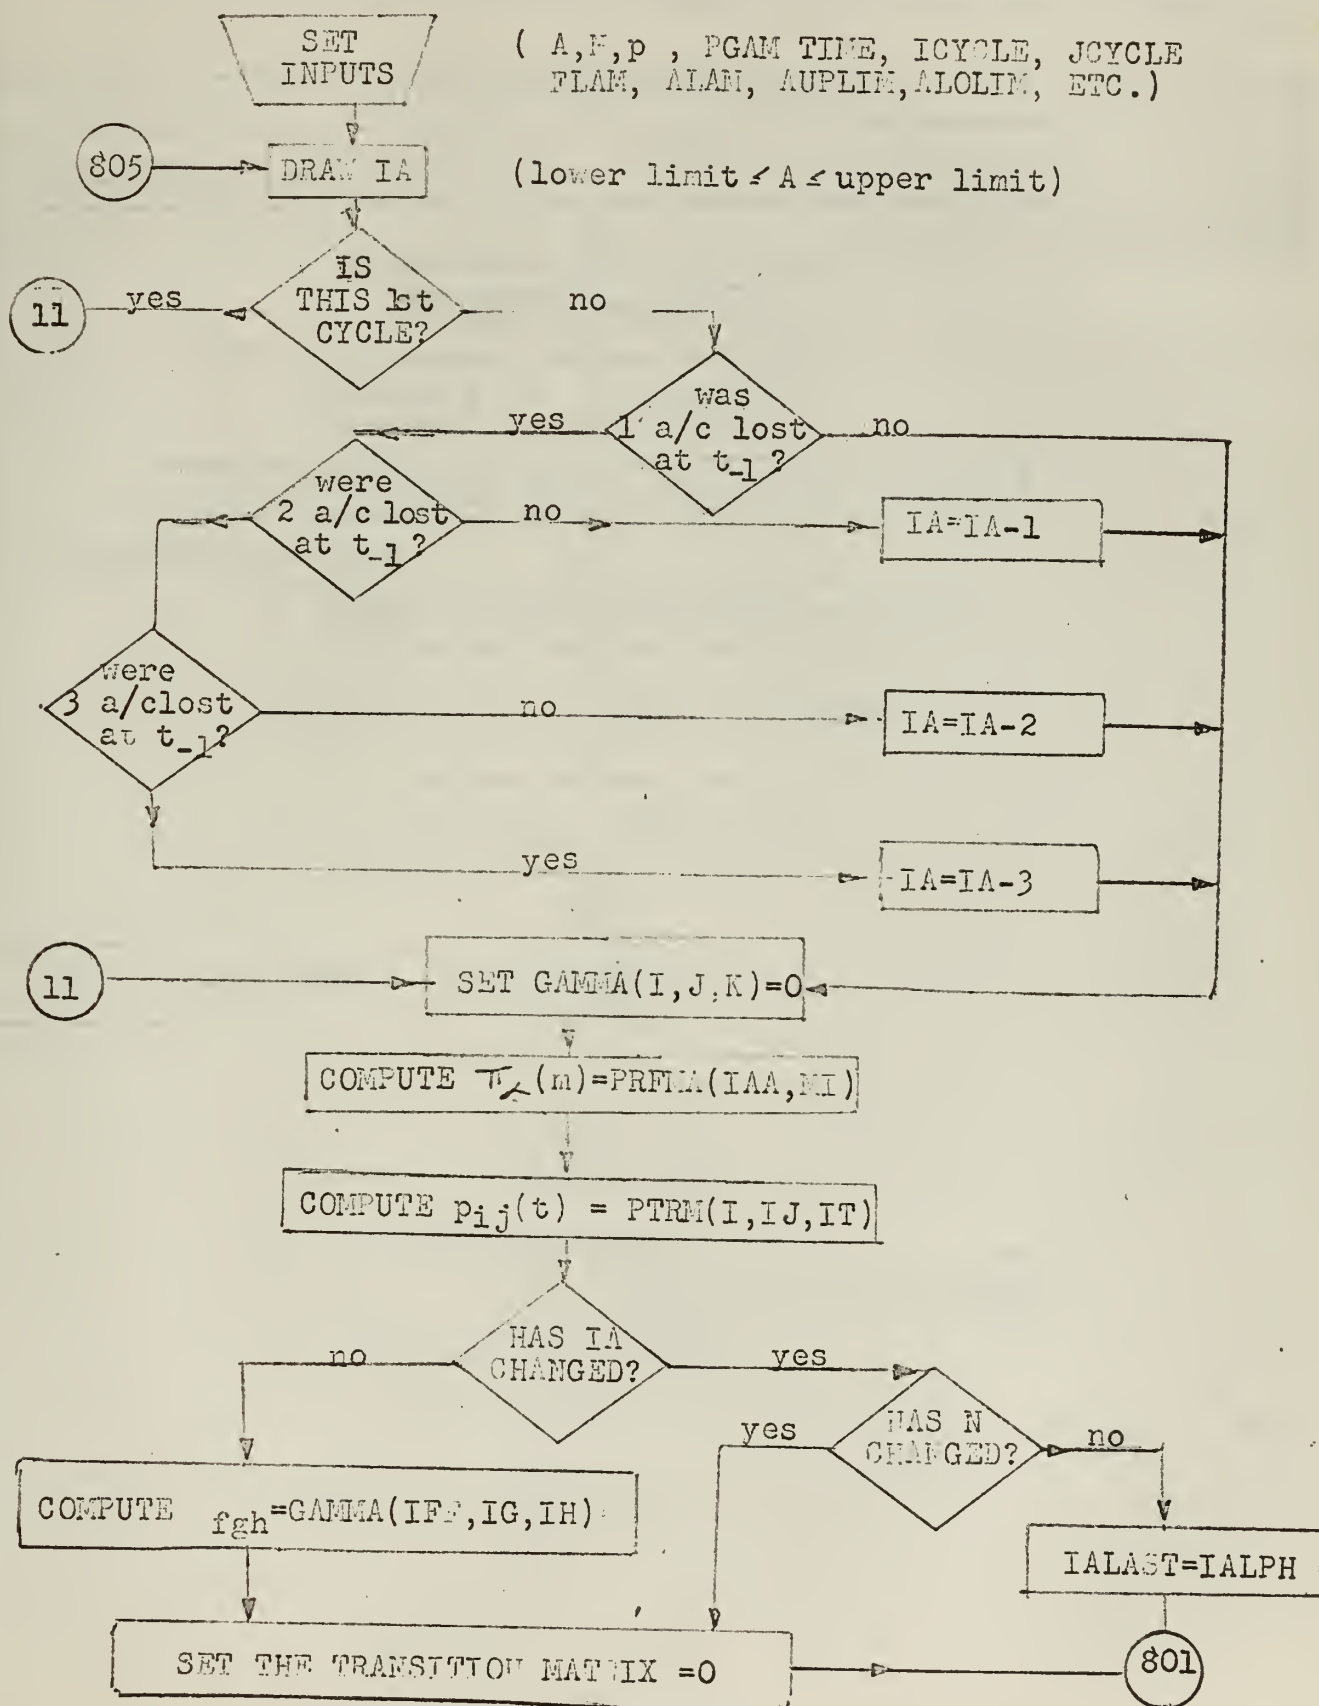 SET
INPUTS
( A,N,p , PGAM TIME, ICYCLE, JCYCLE
FLAM, ALAM, AUPLIM,ALOLIM, ETC.)
805
DRAW IA
(lower limit ≤ A ≤ upper limit)
IS
THIS 1st
CYCLE?
yes
11
no
was
1 a/c lost
at t-1?
yes
no
were
2 a/c lost
at t-1?
no
IA=IA-1
were
3 a/clost
at t-1?
no
IA=IA-2
yes
IA=IA-3
11
SET GAMMA(I,J,K)=0
COMPUTE π (m)=PRFMA(IAA,MI)
COMPUTE pij(t) = PTRM(I,IJ,IT)
HAS IA
CHANGED?
no
yes
HAS N
CHANGED?
yes
no
COMPUTE fgh=GAMMA(IFF,IG,IH)
IALAST=IALPH
SET THE TRANSITION MATRIX =0
801